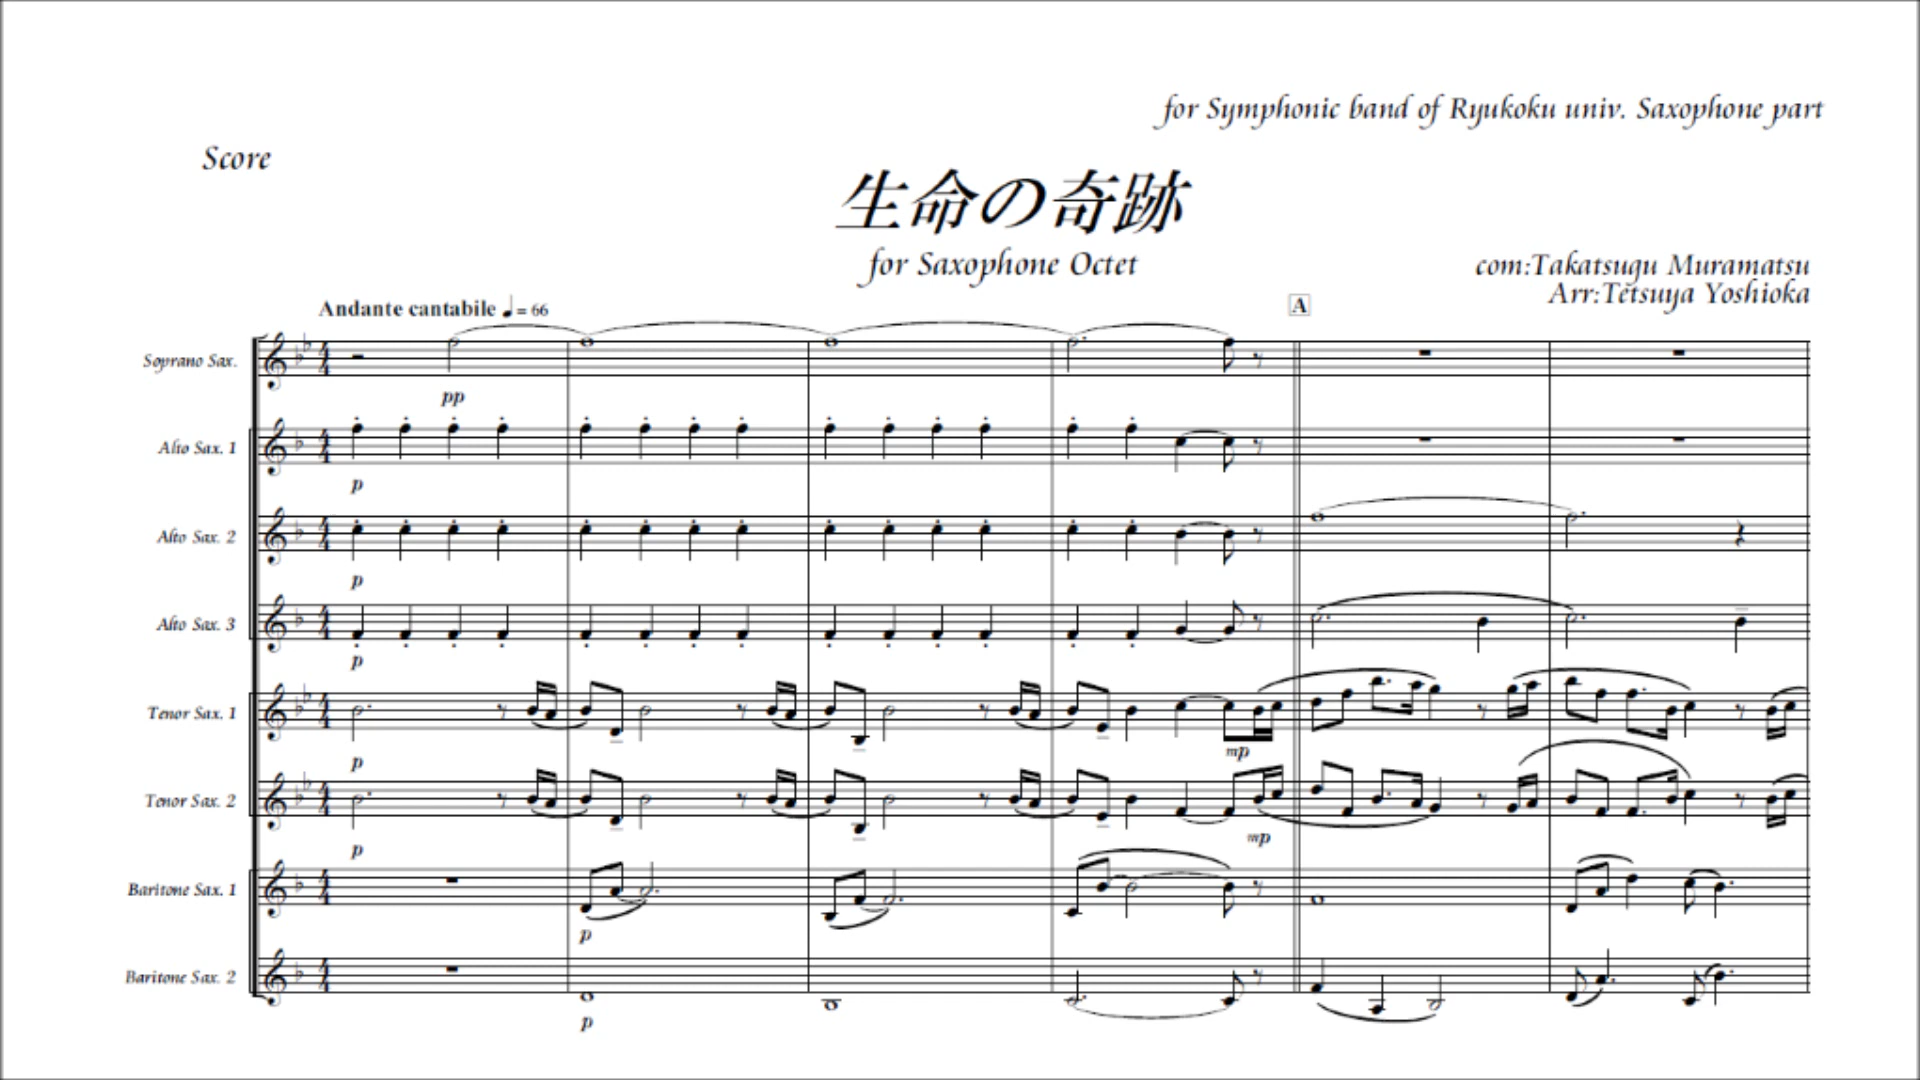 for Symphonic band of Ryukoku univ. Saxophone part
Score
生命の奇跡
for Saxophone Octet
com:Takatsugu Muramatsu
Arr:Tetsuya Yoshioka
Andante cantabile ♩= 66
A
Soprano Sax.
pp
Alto Sax. 1
p
Alto Sax. 2
p
Alto Sax. 3
p
Tenor Sax. 1
p
mp
Tenor Sax. 2
p
mp
Baritone Sax. 1
p
Baritone Sax. 2
p